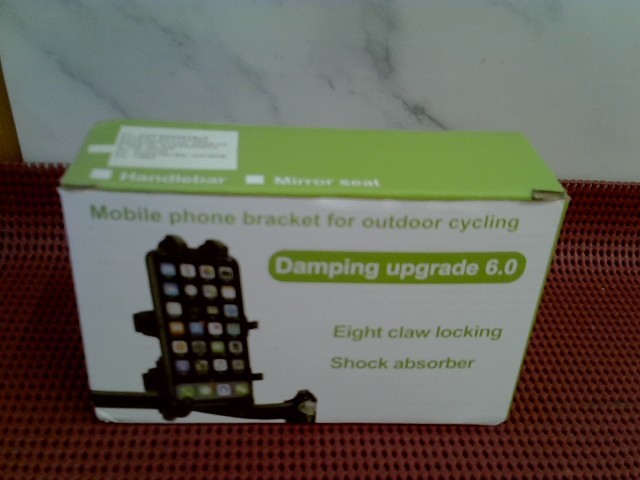 Handlebar Mirror seat
Mobile phone bracket for outdoor cycling
Damping upgrade 6.0
Eight claw locking
Shock absorber